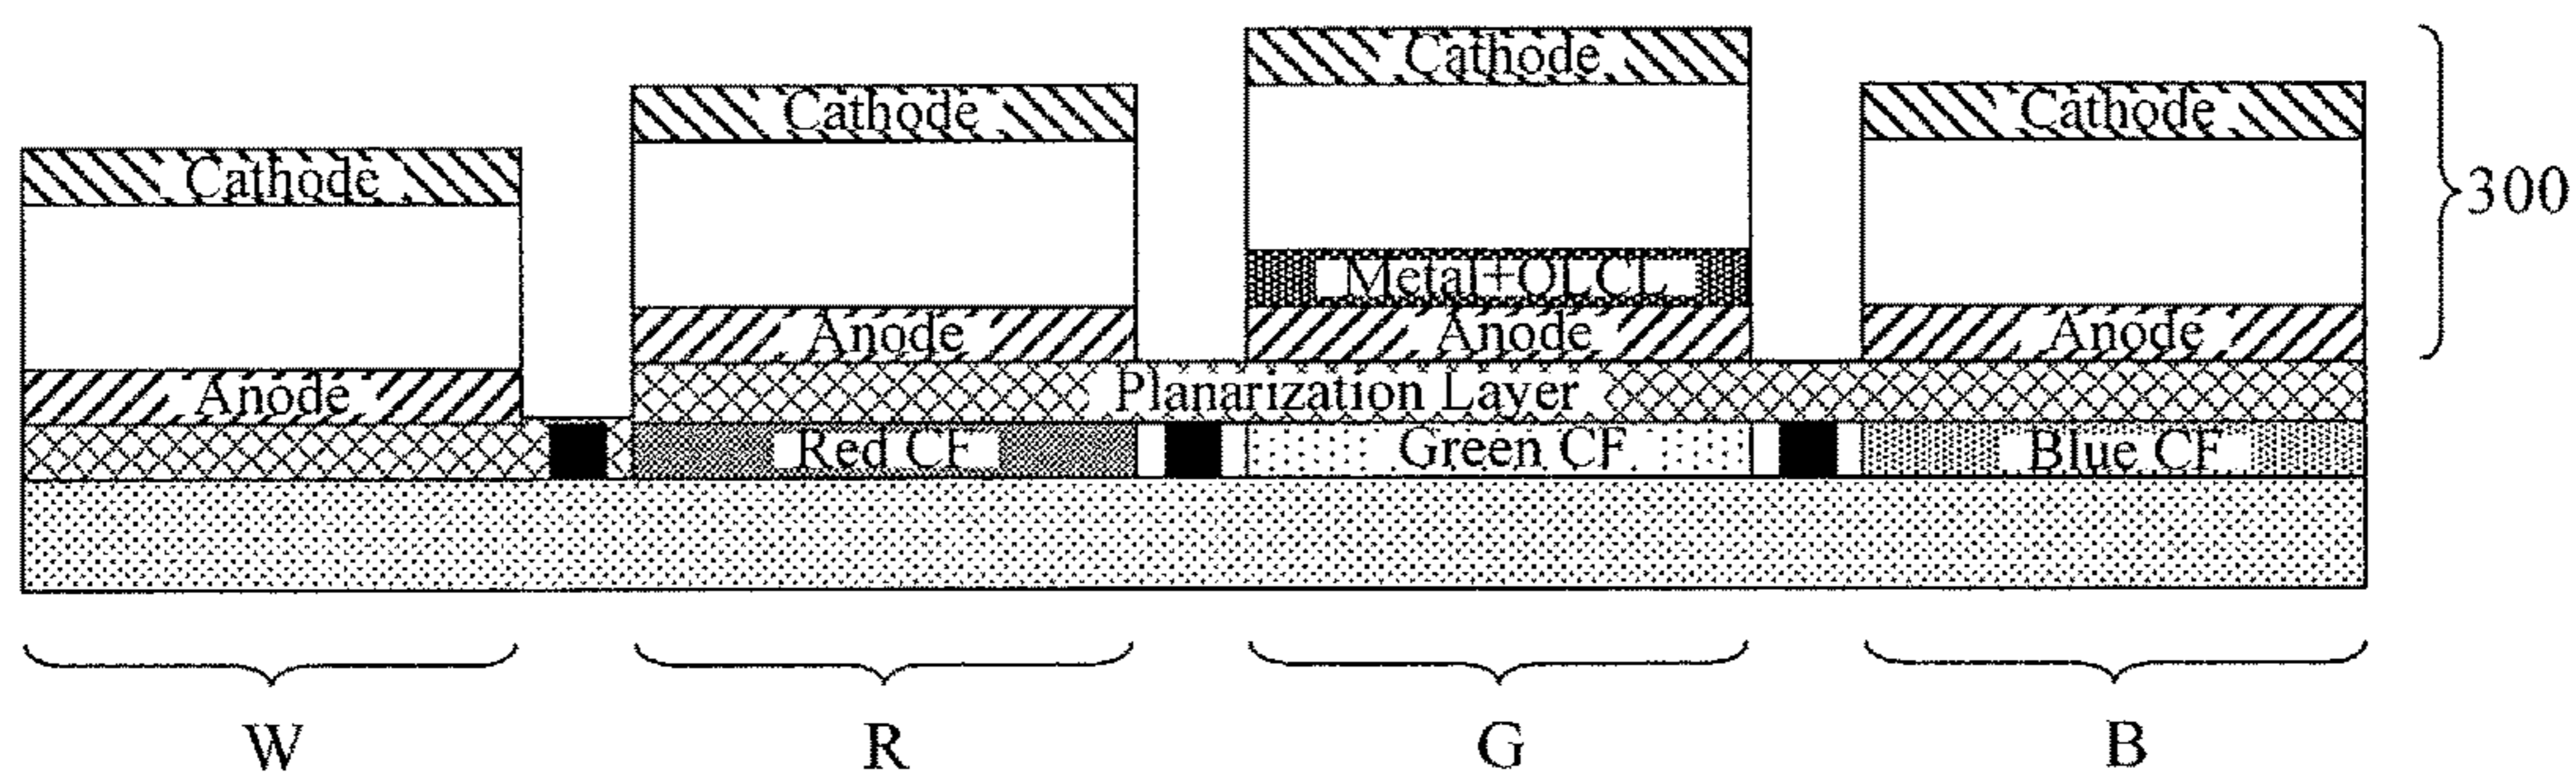 Cathode
Cathode
Cathode
Cathode
300
Metal+OLCL
Anode
Anode
Anode
Anode
Planarization Layer
Red CF
Green CF
Blue CF
W
R
G
B